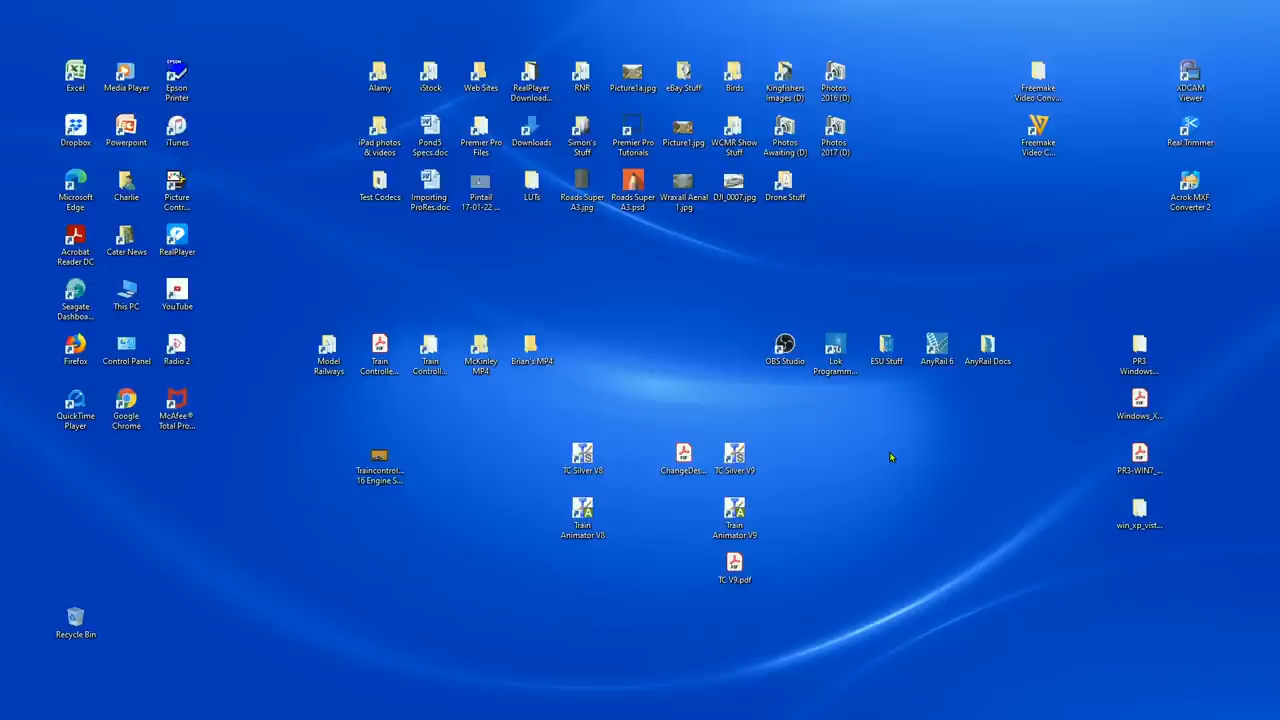 Excel
Media Player
Epson
Printer
Alamy
iStock
Web Sites
RealPlayer
Download...
RNR
Picture1a.jpg
eBay Stuff
Birds
Kingfishers
Images (D)
Photos
2016 (D)
Freemake
Video Conv...
XDCAM
Viewer
Dropbox
Powerpoint
iTunes
iPad photos
& videos
Pond5
Specs.doc
Premier Pro
Files
Downloads
Simon's
Stuff
Premier Pro
Tutorials
Picture1.jpg
WCMR Show
Stuff
Photos
Awaiting (D)
Photos
2017 (D)
Freemake
Video C...
Real Trimmer
Microsoft
Edge
Charlie
Picture
Contr...
Test Codecs
Importing
ProRes.doc
Pintail
17-01-22 ...
LUTs
Roads Super
A3.jpg
Roads Super
A3.psd
Wraxall Aerial
1.jpg
DJI_0007.jpg
Drone Stuff
Acrok MXF
Converter 2
Acrobat
Reader DC
Cater News
RealPlayer
Seagate
Dashboa...
This PC
YouTube
Firefox
Control Panel
Radio 2
Model
Railways
Train
Controlle...
Train
Controll...
McKinley
MP4
Brian's MP4
OBS Studio
Lok
Programm...
ESU Stuff
AnyRail 6
AnyRail Docs
PR3
Windows...
QuickTime
Player
Google
Chrome
McAfee®
Total Pro...
Windows_X...
Traincontrol...
16 Engine S...
TC Silver V8
ChangeDes...
TC Silver V9
PR3-WIN7_...
Train
Animator V8
Train
Animator V9
win_xp_vist...
TC V9.pdf
Recycle Bin